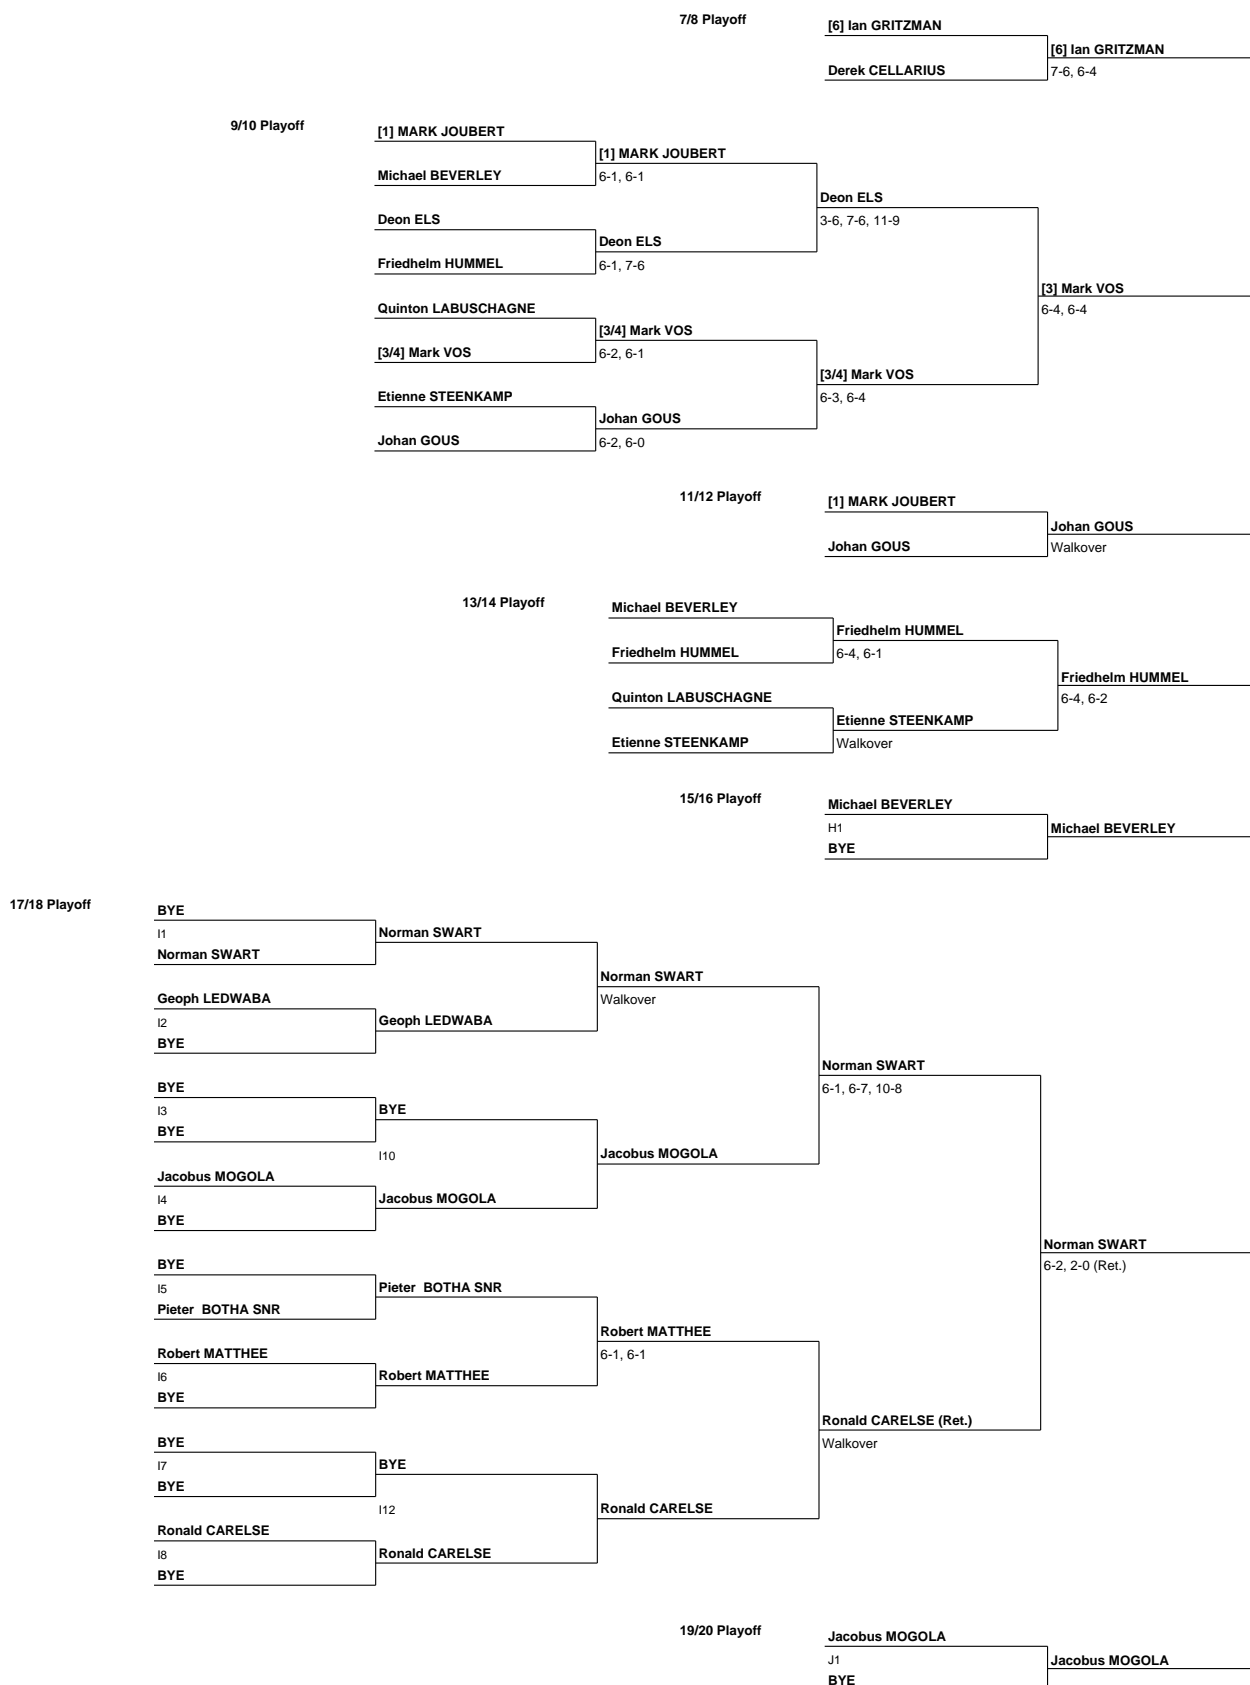 7/8 Playoff
[6] Ian GRITZMAN
[6] Ian GRITZMAN
Derek CELLARIUS
7-6, 6-4
9/10 Playoff
[1] MARK JOUBERT
[1] MARK JOUBERT
Michael BEVERLEY
6-1, 6-1
Deon ELS
3-6, 7-6, 11-9
Deon ELS
Deon ELS
Friedhelm HUMMEL
6-1, 7-6
[3] Mark VOS
6-4, 6-4
Quinton LABUSCHAGNE
[3/4] Mark VOS
[3/4] Mark VOS
6-2, 6-1
[3/4] Mark VOS
6-3, 6-4
Etienne STEENKAMP
Johan GOUS
Johan GOUS
6-2, 6-0
11/12 Playoff
[1] MARK JOUBERT
Johan GOUS
Johan GOUS
Walkover
13/14 Playoff
Michael BEVERLEY
Friedhelm HUMMEL
Friedhelm HUMMEL
6-4, 6-1
Friedhelm HUMMEL
6-4, 6-2
Quinton LABUSCHAGNE
Etienne STEENKAMP
Etienne STEENKAMP
Walkover
15/16 Playoff
Michael BEVERLEY
H1
Michael BEVERLEY
BYE
17/18 Playoff
BYE
I1
Norman SWART
Norman SWART
Norman SWART
Walkover
Geoph LEDWABA
I2
Geoph LEDWABA
BYE
Norman SWART
6-1, 6-7, 10-8
BYE
I3
BYE
BYE
I10
Jacobus MOGOLA
Jacobus MOGOLA
I4
Jacobus MOGOLA
BYE
Norman SWART
6-2, 2-0 (Ret.)
BYE
I5
Pieter BOTHA SNR
Pieter BOTHA SNR
Robert MATTHEE
6-1, 6-1
Robert MATTHEE
I6
Robert MATTHEE
BYE
Ronald CARELSE (Ret.)
Walkover
BYE
I7
BYE
BYE
I12
Ronald CARELSE
Ronald CARELSE
I8
Ronald CARELSE
BYE
19/20 Playoff
Jacobus MOGOLA
J1
Jacobus MOGOLA
BYE